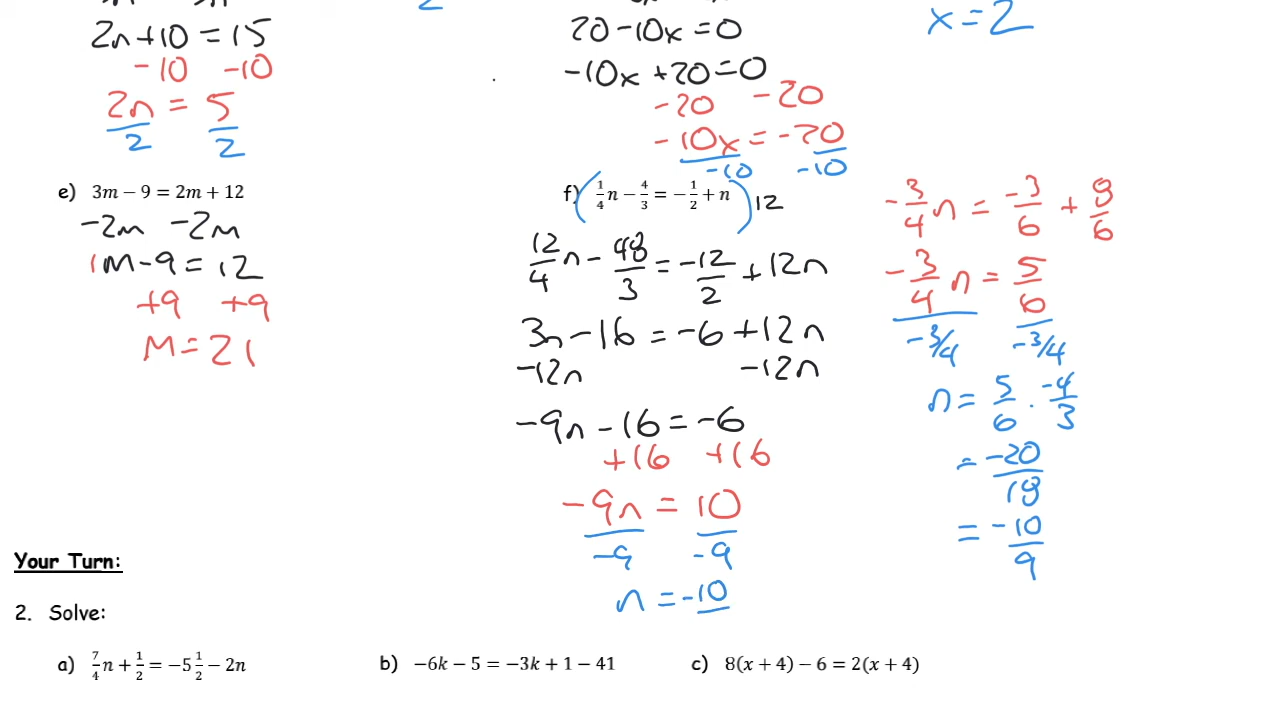 2n + 10 = 15
-10 -10
2n = 5
2 2
20 - 10x = 0
-10x + 20 = 0
-20 -20
-10x = -20
-10 -10
x = 2
e) 3m − 9 = 2m + 12
-2m -2m
1m - 9 = 12
+9 +9
m = 21
f) ( 1/4 n − 4/3 = − 1/2 + n ) 12
12/4 n - 48/3 = -12/2 + 12n
3n - 16 = -6 + 12n
-12n -12n
-9n - 16 = -6
+16 +16
-9n = 10
-9 -9
n = -10
-3/4 n = -3/6 + 8/6
-3/4 n = 5/6
-3/4 -3/4
n = 5/6 · -4/3
= -20/18
= -10/9
Your Turn:
2. Solve:
a) 7/4 n + 1/2 = −5 1/2 − 2n
b) −6k − 5 = −3k + 1 − 41
c) 8(x + 4) − 6 = 2(x + 4)